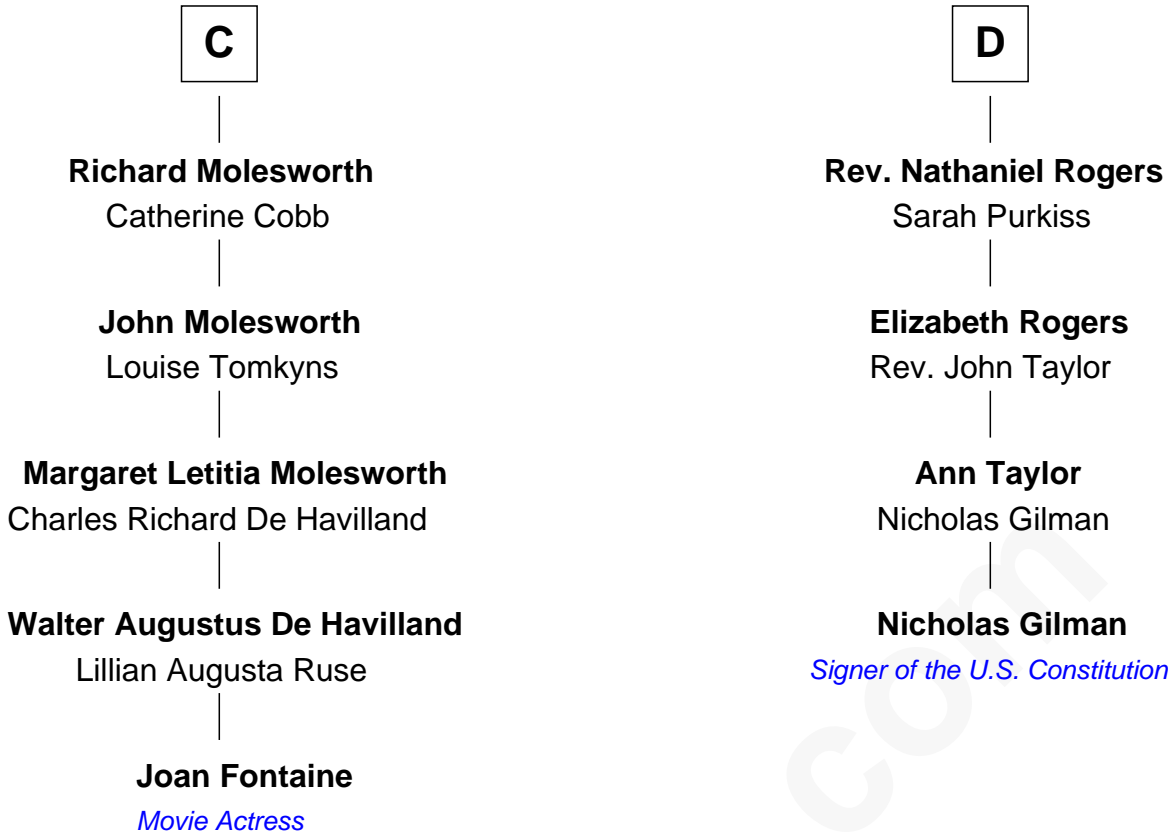 C
Richard Molesworth
Catherine Cobb
John Molesworth
Louise Tomkyns
Margaret Letitia Molesworth
Charles Richard De Havilland
Walter Augustus De Havilland
Lillian Augusta Ruse
Joan Fontaine
Movie Actress
D
Rev. Nathaniel Rogers
Sarah Purkiss
Elizabeth Rogers
Rev. John Taylor
Ann Taylor
Nicholas Gilman
Nicholas Gilman
Signer of the U.S. Constitution
com